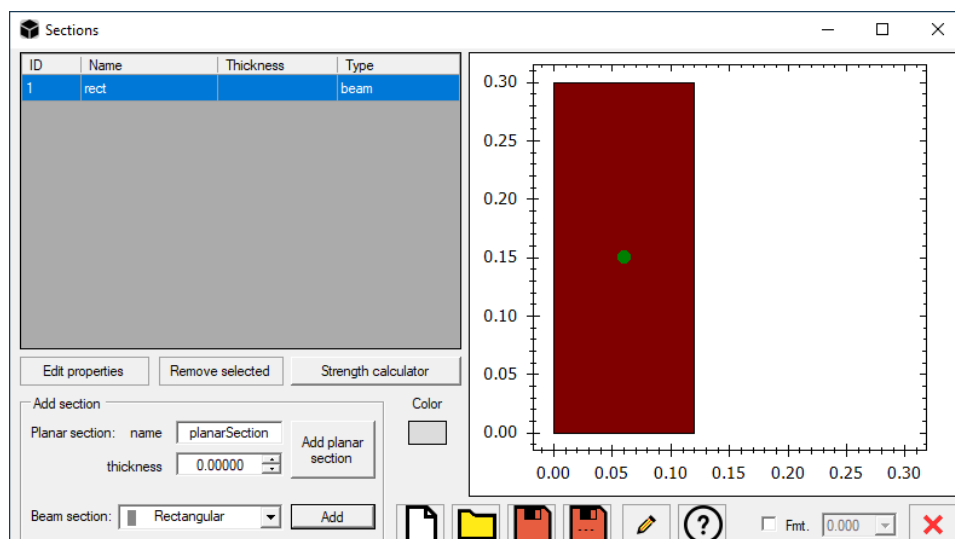 Sections
ID Name Thickness Type
1 rect beam
Edit properties Remove selected Strength calculator
Add section
Color
Planar section: name planarSection
Add planar section
thickness 0.00000
Beam section: Rectangular Add
0.30
0.25
0.20
0.15
0.10
0.05
0.00
0.00 0.05 0.10 0.15 0.20 0.25 0.30
? Fmt. 0.000